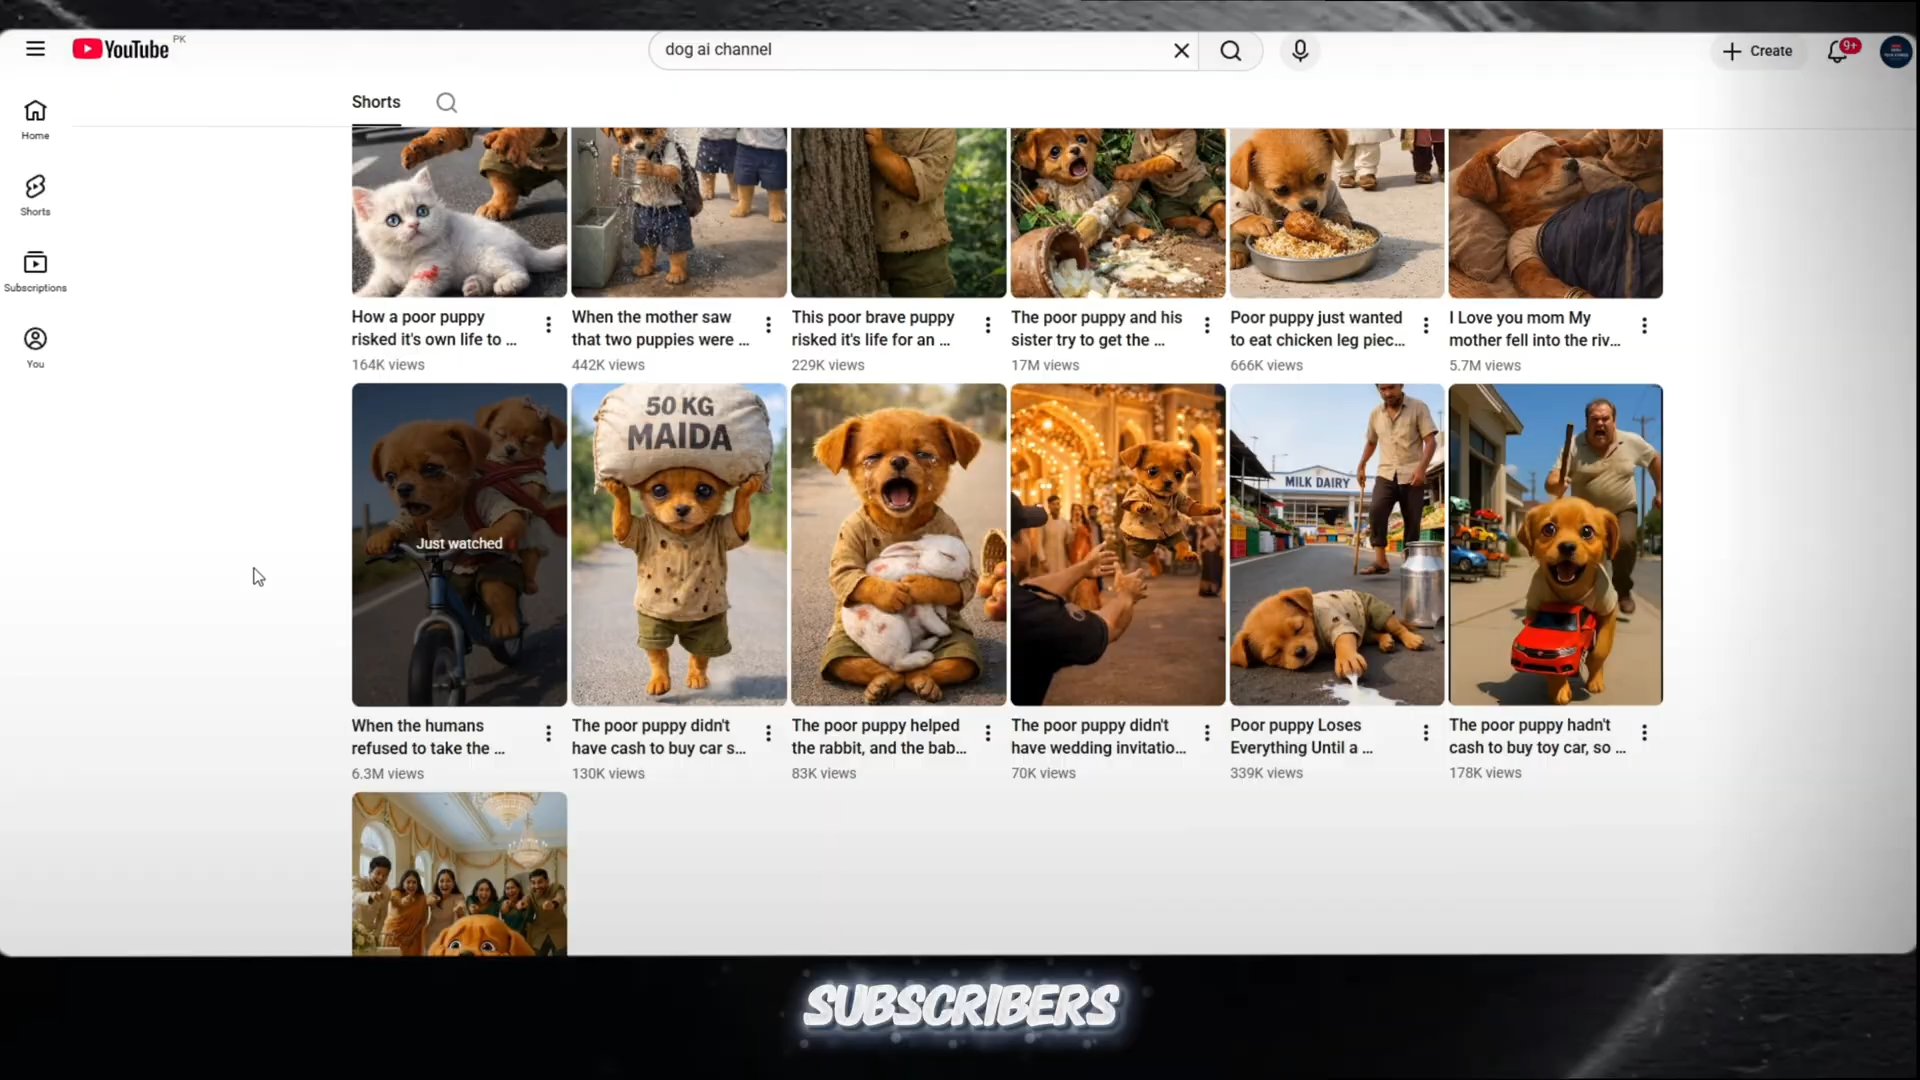 YouTube PK
dog ai channel
Create
9+
Shorts
Home
Shorts
Subscriptions
You
How a poor puppy
risked it's own life to ...
164K views
When the mother saw
that two puppies were ...
442K views
This poor brave puppy
risked it's life for an ...
229K views
The poor puppy and his
sister try to get the ...
17M views
Poor puppy just wanted
to eat chicken leg piec...
666K views
I Love you mom My
mother fell into the riv...
5.7M views
Just watched
50 KG
MAIDA
MILK DAIRY
When the humans
refused to take the ...
6.3M views
The poor puppy didn't
have cash to buy car s...
130K views
The poor puppy helped
the rabbit, and the bab...
83K views
The poor puppy didn't
have wedding invitatio...
70K views
Poor puppy Loses
Everything Until a ...
339K views
The poor puppy hadn't
cash to buy toy car, so ...
178K views
SUBSCRIBERS